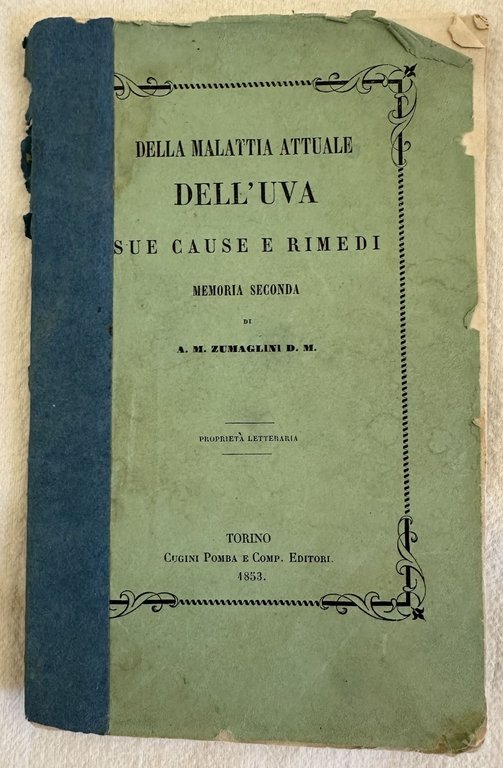 DELLA MALATTIA ATTUALE
DELL'UVA
SUE CAUSE E RIMEDI
MEMORIA SECONDA
DI
A. M. ZUMAGLINI D. M.
PROPRIETÀ LETTERARIA
TORINO
CUGINI POMBA E COMP. EDITORI.
1853.